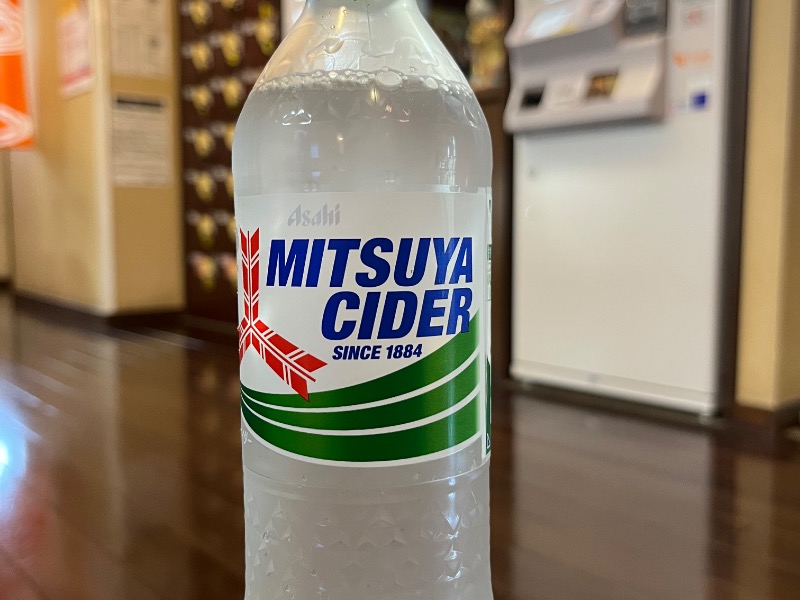 Asahi
MITSUYA
CIDER
SINCE 1884